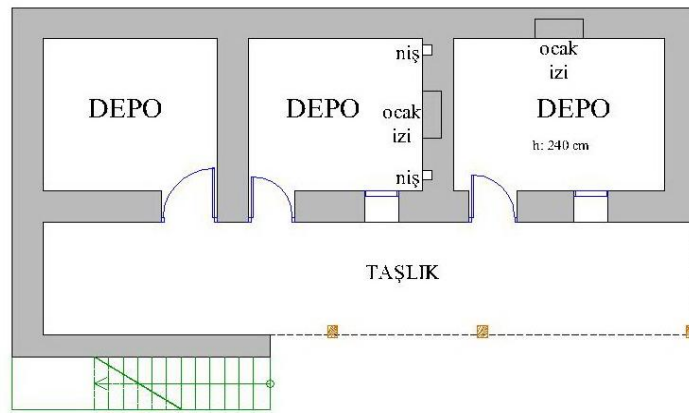 niş
ocak
izi
DEPO
DEPO
ocak
izi
DEPO
h: 240 cm
niş
TAŞLIK